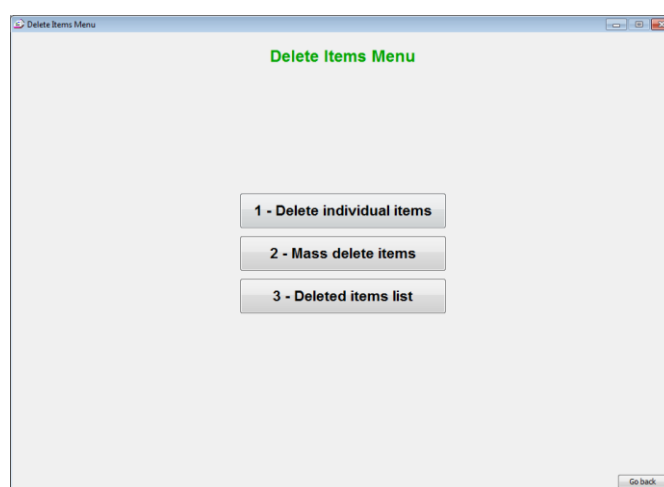 Delete Items Menu
Delete Items Menu
1 - Delete individual items
2 - Mass delete items
3 - Deleted items list
Go back